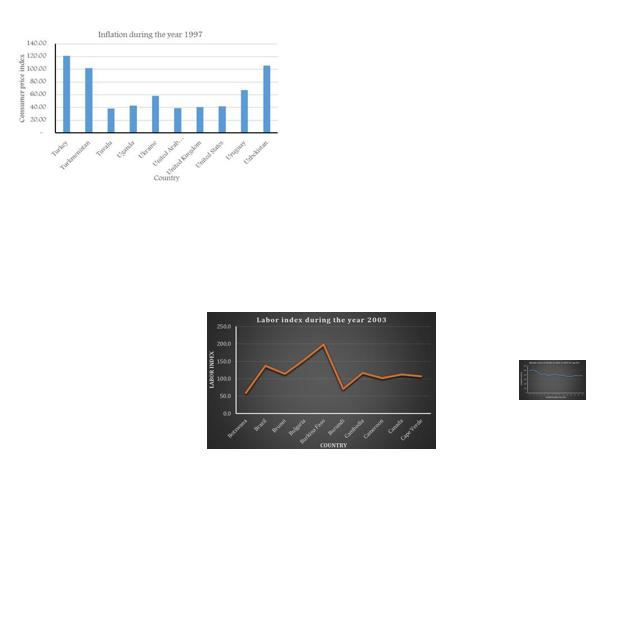 Inflation during the year 1997
Consumer price index
140.00
120.00
100.00
80.00
60.00
40.00
20.00
-
Turkey
Turkmenistan
Tuvalu
Uganda
Ukraine
United Arab...
United Kingdom
United States
Uruguay
Uzbekistan
Country
Labor index during the year 2003
LABOR INDEX
250.0
200.0
150.0
100.0
50.0
0.0
Botswana
Brazil
Brunei
Bulgaria
Burkina Faso
Burundi
Cambodia
Cameroon
Canada
Cape Verde
COUNTRY